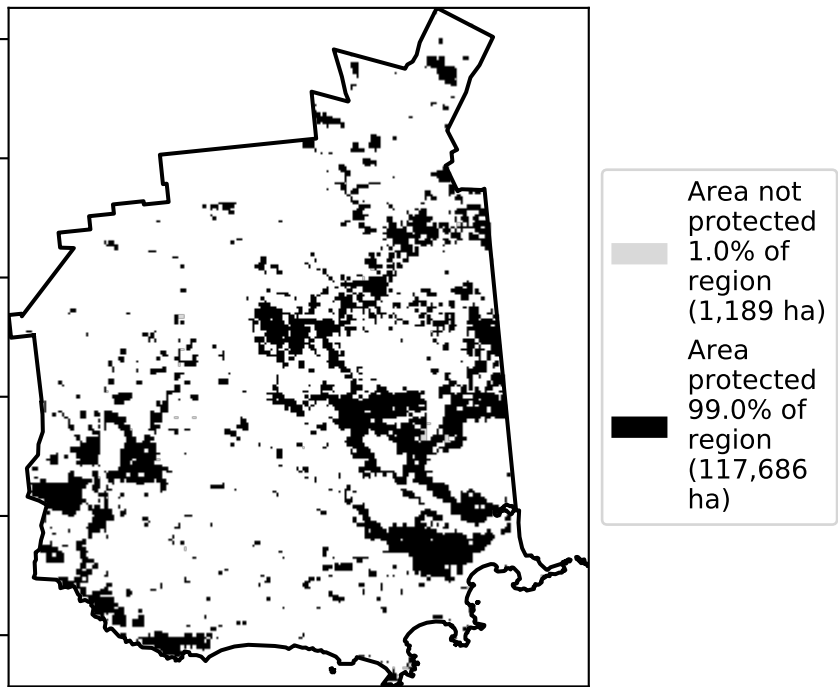 Area not
protected
1.0% of
region
(1,189 ha)
Area
protected
99.0% of
region
(117,686
ha)